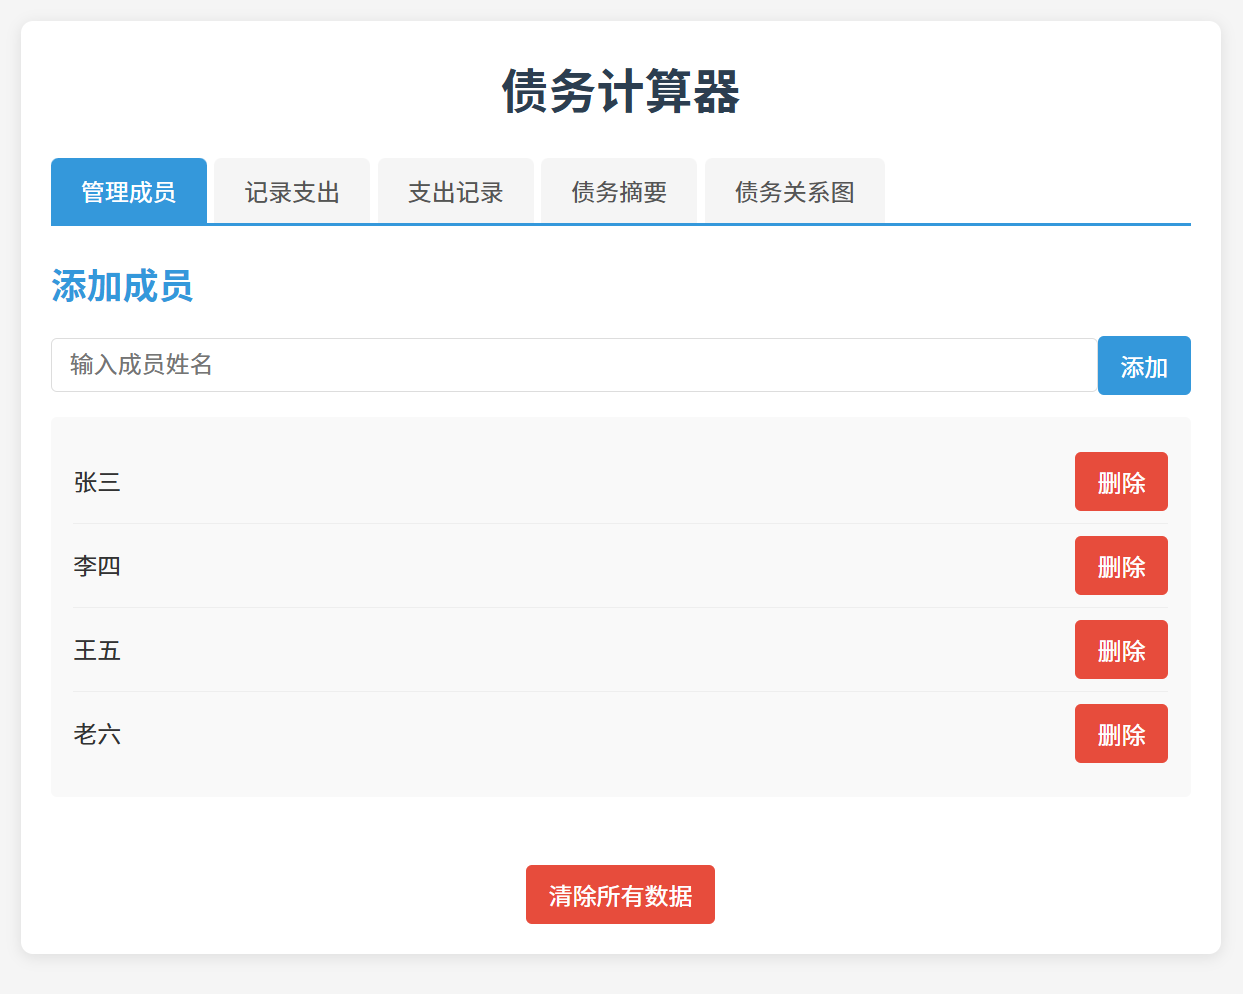 债务计算器
管理成员 记录支出 支出记录 债务摘要 债务关系图
添加成员
输入成员姓名 添加
张三 删除
李四 删除
王五 删除
老六 删除
清除所有数据